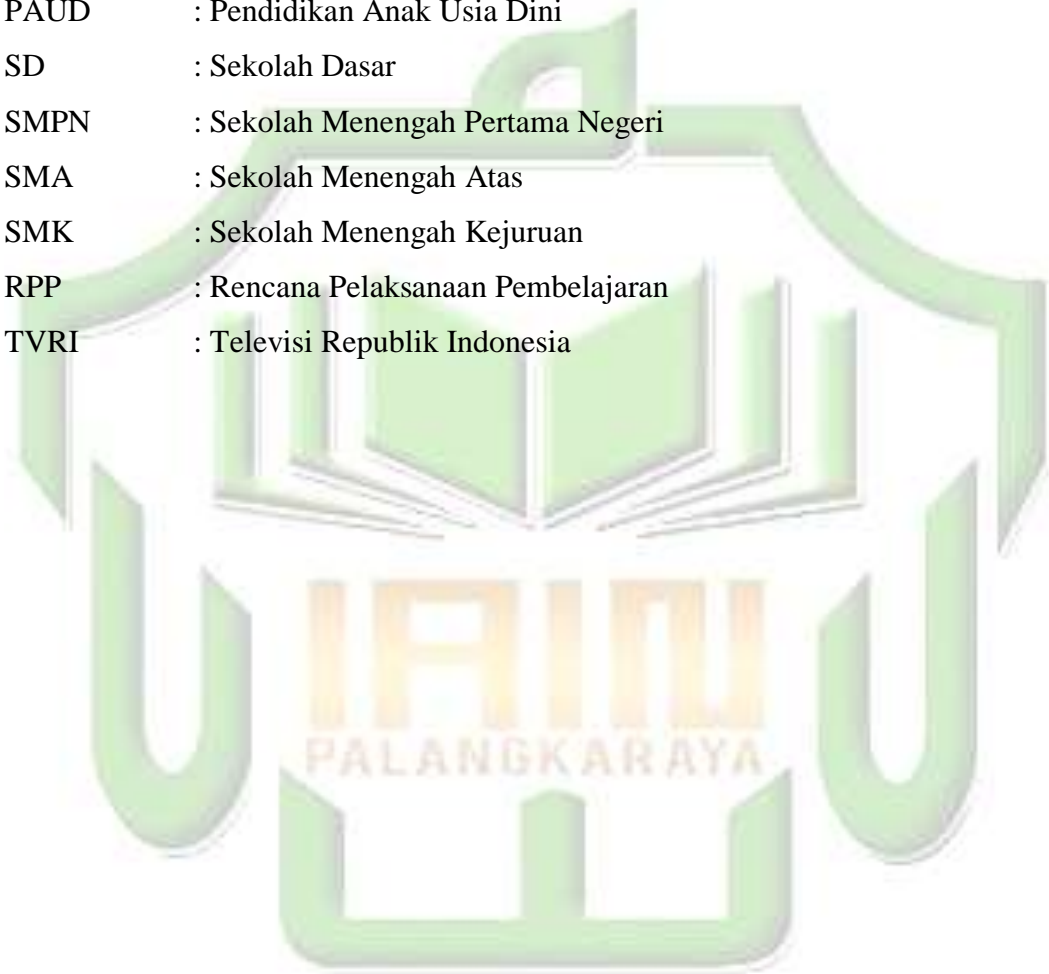 PAUD : Pendidikan Anak Usia Dini
SD : Sekolah Dasar
SMPN : Sekolah Menengah Pertama Negeri
SMA : Sekolah Menengah Atas
SMK : Sekolah Menengah Kejuruan
RPP : Rencana Pelaksanaan Pembelajaran
TVRI : Televisi Republik Indonesia
IAIN
PALANGKARAYA